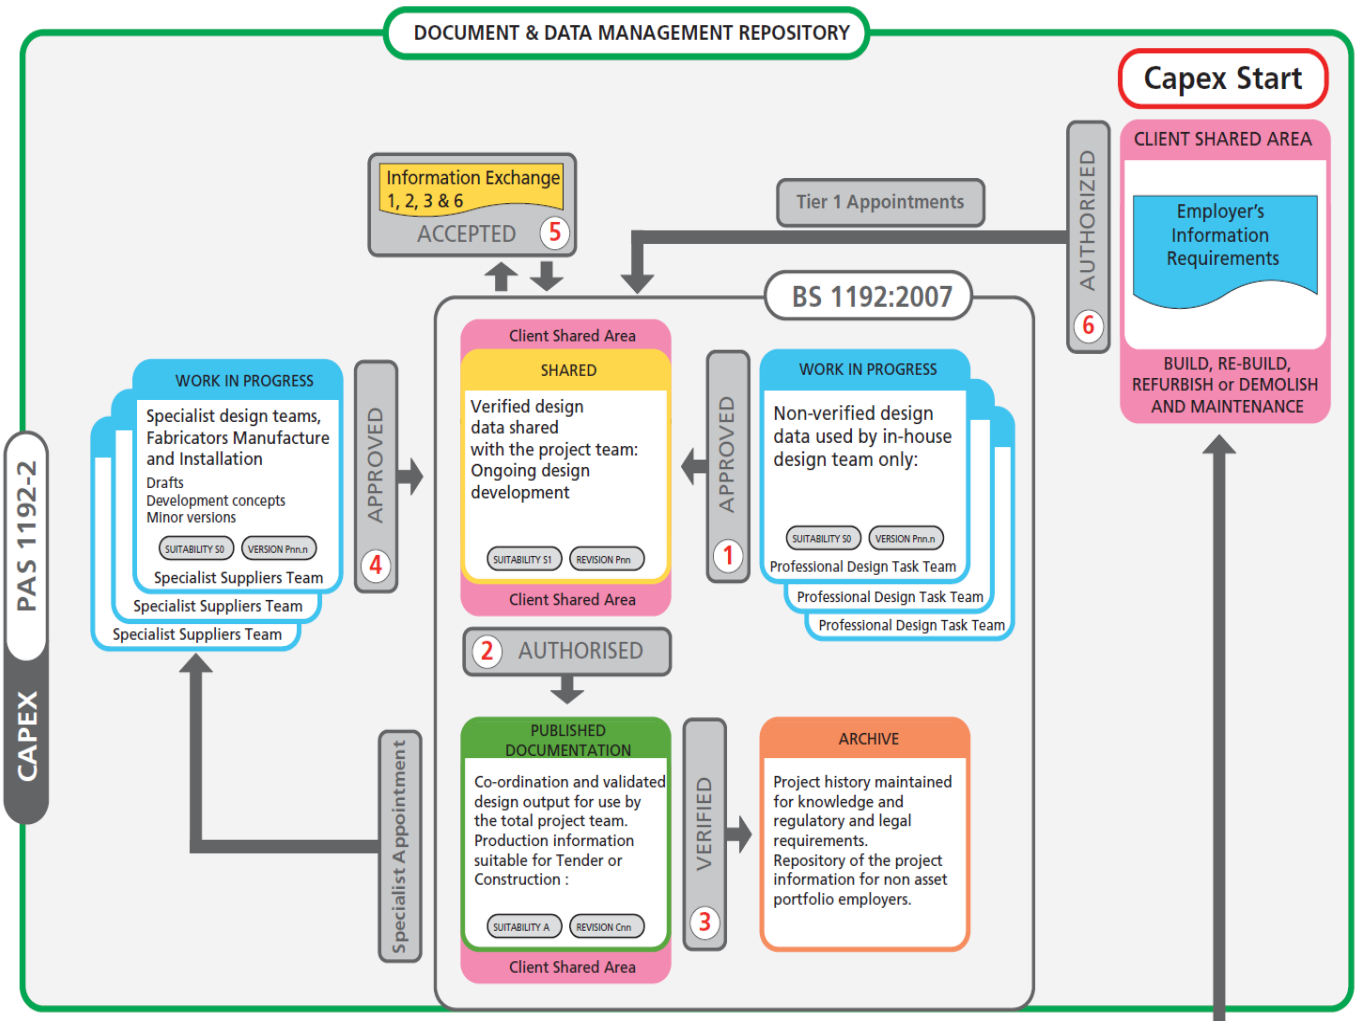 DOCUMENT & DATA MANAGEMENT REPOSITORY
Capex Start
CLIENT SHARED AREA
Employer's
Information
Requirements
BUILD, RE-BUILD,
REFURBISH or DEMOLISH
AND MAINTENANCE
AUTHORIZED
6
Tier 1 Appointments
Information Exchange
1, 2, 3 & 6
ACCEPTED
5
BS 1192:2007
PAS 1192-2
CAPEX
WORK IN PROGRESS
Specialist design teams,
Fabricators Manufacture
and Installation
Drafts
Development concepts
Minor versions
SUITABILITY S0
VERSION Pnn.n
Specialist Suppliers Team
Specialist Suppliers Team
Specialist Suppliers Team
APPROVED
4
Client Shared Area
SHARED
Verified design
data shared
with the project team:
Ongoing design
development
SUITABILITY S1
REVISION Pnn
Client Shared Area
APPROVED
1
WORK IN PROGRESS
Non-verified design
data used by in-house
design team only:
SUITABILITY S0
VERSION Pnn.n
Professional Design Task Team
Professional Design Task Team
Professional Design Task Team
2
AUTHORISED
Specialist Appointment
PUBLISHED
DOCUMENTATION
Co-ordination and validated
design output for use by
the total project team.
Production information
suitable for Tender or
Construction :
SUITABILITY A
REVISION Cnn
Client Shared Area
VERIFIED
3
ARCHIVE
Project history maintained
for knowledge and
regulatory and legal
requirements.
Repository of the project
information for non asset
portfolio employers.